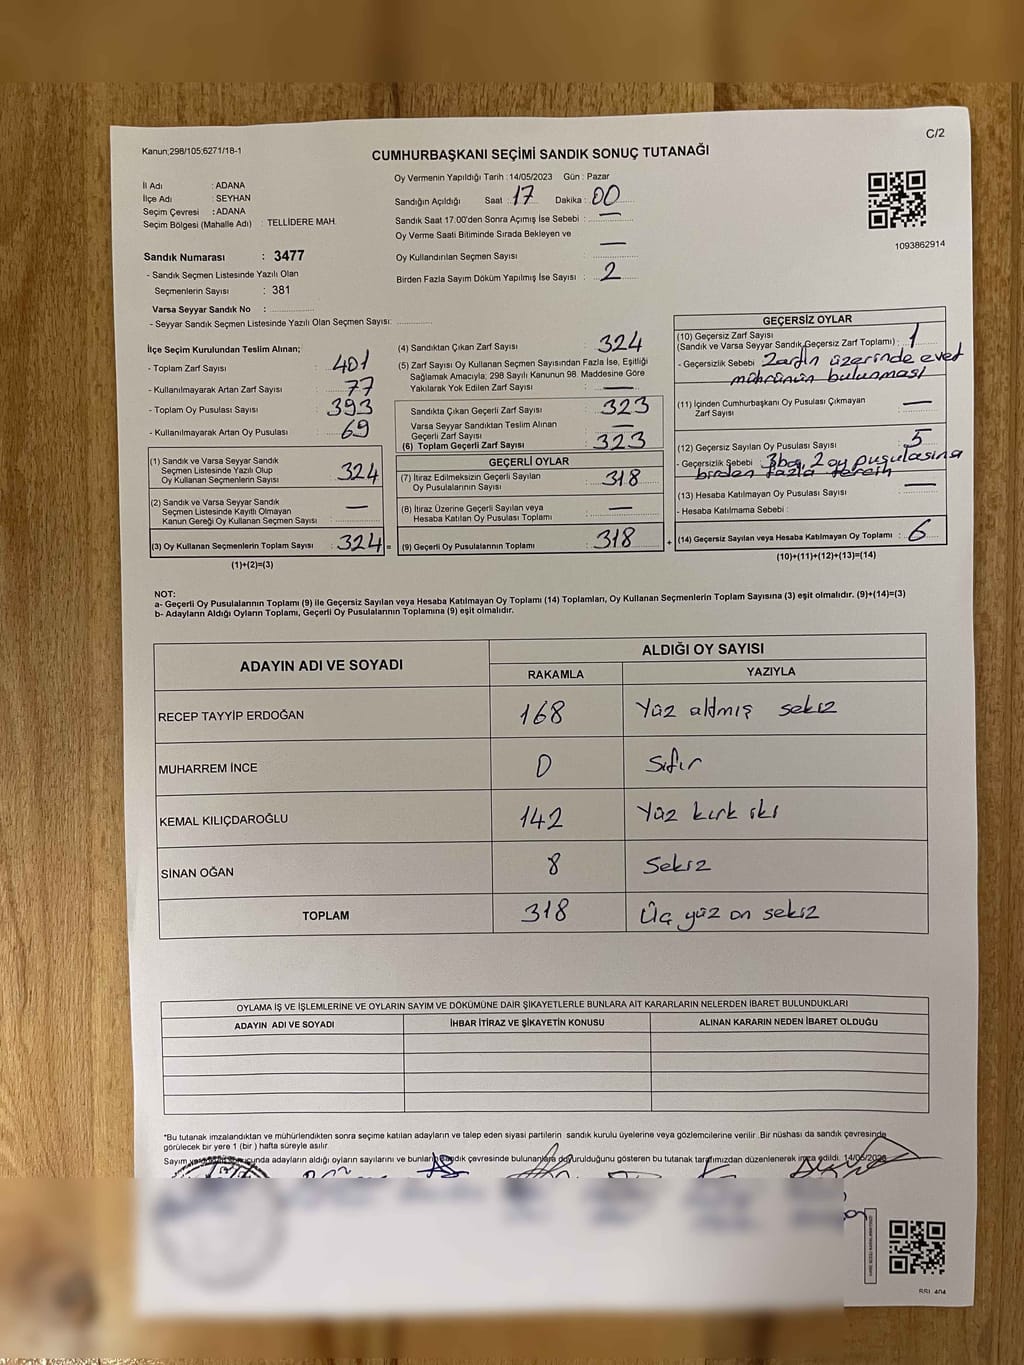 C/2
Kanun;298/105;6271/18-1
CUMHURBAŞKANI SEÇİMİ SANDIK SONUÇ TUTANAĞI
İl Adı : ADANA
İlçe Adı : SEYHAN
Seçim Çevresi : ADANA
Seçim Bölgesi (Mahalle Adı) : TELLİDERE MAH.
Oy Vermenin Yapıldığı Tarih :14/05/2023 Gün : Pazar
Sandığın Açıldığı Saat : 17 Dakika : 00
Sandık Saat 17:00'den Sonra Açımış İse Sebebi : —
Oy Verme Saati Bitiminde Sırada Bekleyen ve
Oy Kullandırılan Seçmen Sayısı : —
Birden Fazla Sayım Döküm Yapılmış İse Sayısı : 2
1093862914
Sandık Numarası : 3477
- Sandık Seçmen Listesinde Yazılı Olan
Seçmenlerin Sayısı : 381
Varsa Seyyar Sandık No :
- Seyyar Sandık Seçmen Listesinde Yazılı Olan Seçmen Sayısı:
İlçe Seçim Kurulundan Teslim Alınan;
- Toplam Zarf Sayısı : 401
- Kullanılmayarak Artan Zarf Sayısı : 77
- Toplam Oy Pusulası Sayısı : 393
- Kullanılmayarak Artan Oy Pusulası : 69
(1) Sandık ve Varsa Seyyar Sandık
Seçmen Listesinde Yazılı Olup
Oy Kullanan Seçmenlerin Sayısı : 324
(2) Sandık ve Varsa Seyyar Sandık
Seçmen Listesinde Kayıtlı Olmayan
Kanun Gereği Oy Kullanan Seçmen Sayısı : —
(3) Oy Kullanan Seçmenlerin Toplam Sayısı : 324 =
(1)+(2)=(3)
(4) Sandıktan Çıkan Zarf Sayısı : 324
(5) Zarf Sayısı Oy Kullanan Seçmen Sayısından Fazla İse, Eşitliği
Sağlamak Amacıyla; 298 Sayılı Kanunun 98. Maddesine Göre
Yakılarak Yok Edilen Zarf Sayısı : —
Sandıkta Çıkan Geçerli Zarf Sayısı : 323
Varsa Seyyar Sandıktan Teslim Alınan
Geçerli Zarf Sayısı : —
(6) Toplam Geçerli Zarf Sayısı : 323
GEÇERLİ OYLAR
(7) İtiraz Edilmeksizin Geçerli Sayılan
Oy Pusulalarının Sayısı : 318
(8) İtiraz Üzerine Geçerli Sayılan veya
Hesaba Katılan Oy Pusulası Toplamı : —
(9) Geçerli Oy Pusulalarının Toplamı : 318 +
GEÇERSİZ OYLAR
(10) Geçersiz Zarf Sayısı
(Sandık ve Varsa Seyyar Sandık Geçersiz Zarf Toplamı) : 1
- Geçersizlik Sebebi : Zarfın üzerinde evet
mührünün bulunması
(11) İçinden Cumhurbaşkanı Oy Pusulası Çıkmayan
Zarf Sayısı : —
(12) Geçersiz Sayılan Oy Pusulası Sayısı : 5
- Geçersizlik Sebebi : 3 boş, 2 oy pusulasına
birden fazla tercih
(13) Hesaba Katılmayan Oy Pusulası Sayısı : —
- Hesaba Katılmama Sebebi :
(14) Geçersiz Sayılan veya Hesaba Katılmayan Oy Toplamı : 6
(10)+(11)+(12)+(13)=(14)
NOT:
a- Geçerli Oy Pusulalarının Toplamı (9) ile Geçersiz Sayılan veya Hesaba Katılmayan Oy Toplamı (14) Toplamları, Oy Kullanan Seçmenlerin Toplam Sayısına (3) eşit olmalıdır. (9)+(14)=(3)
b- Adayların Aldığı Oyların Toplamı, Geçerli Oy Pusulalarının Toplamına (9) eşit olmalıdır.
ADAYIN ADI VE SOYADI ALDIĞI OY SAYISI
RAKAMLA YAZIYLA
RECEP TAYYİP ERDOĞAN 168 Yüz altmış sekiz
MUHARREM İNCE 0 Sıfır
KEMAL KILIÇDAROĞLU 142 Yüz kırk iki
SİNAN OĞAN 8 Sekiz
TOPLAM 318 Üç yüz on sekiz
OYLAMA İŞ VE İŞLEMLERİNE VE OYLARIN SAYIM VE DÖKÜMÜNE DAİR ŞİKAYETLERLE BUNLARA AİT KARARLARIN NELERDEN İBARET BULUNDUKLARI
ADAYIN ADI VE SOYADI İHBAR İTİRAZ VE ŞİKAYETİN KONUSU ALINAN KARARIN NEDEN İBARET OLDUĞU
*Bu tutanak imzalandıktan ve mühürlendikten sonra seçime katılan adayların ve talep eden siyasi partilerin sandık kurulu üyelerine veya gözlemcilerine verilir .Bir nüshası da sandık çevresinde
görülecek bir yere 1 (bir ) hafta süreyle asılır.
Sayım adayların aldığı oyların sayılarını ve bunların sandık çevresinde bulunanlara duyurulduğunu gösteren bu tutanak tarafımızdan düzenlenerek imza edildi. 14/05/2023